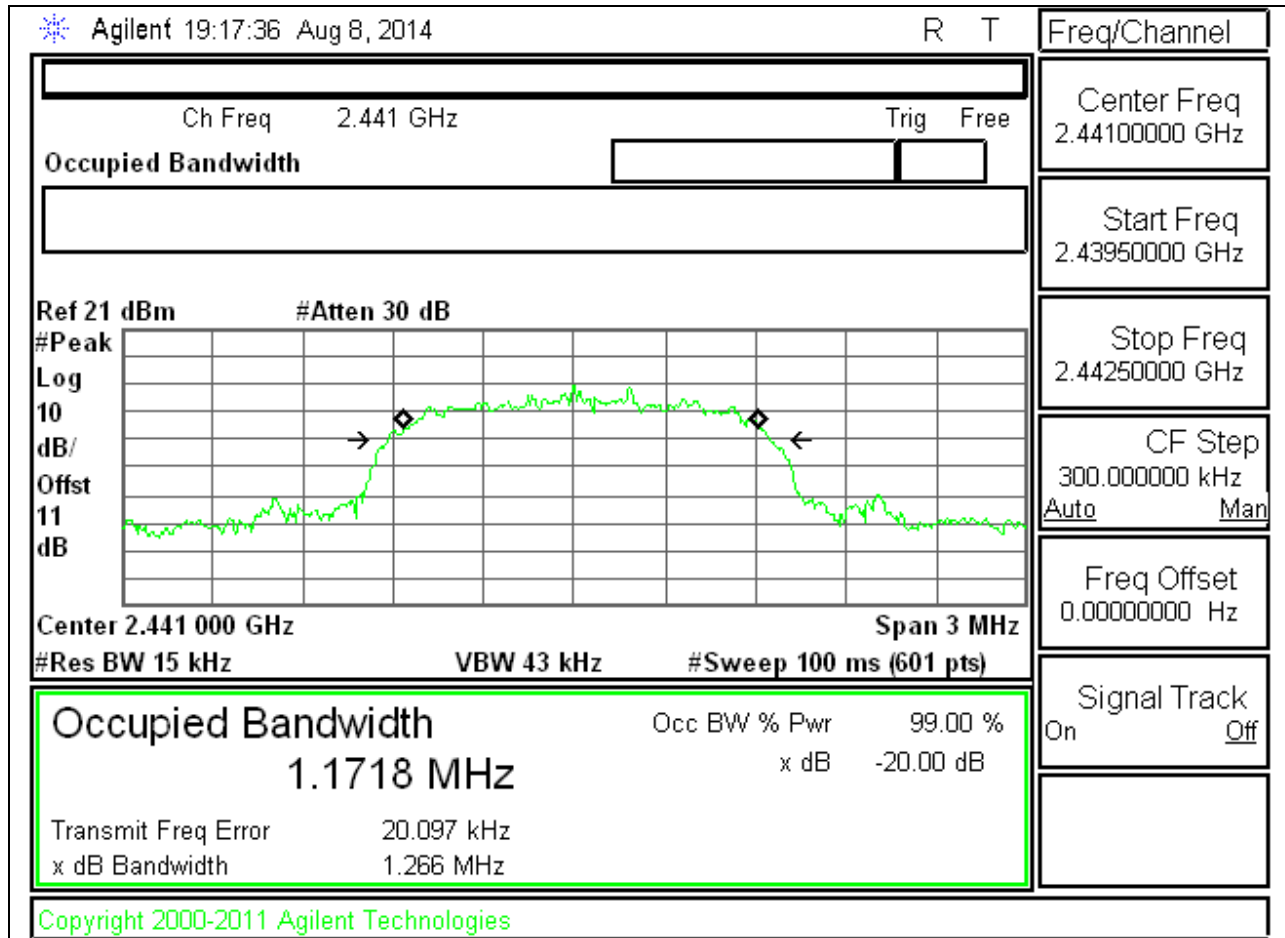 Agilent 19:17:36 Aug 8, 2014 R T
Ch Freq 2.441 GHz Trig Free
Occupied Bandwidth
Ref 21 dBm #Atten 30 dB
#Peak
Log
10
dB/
Offst
11
dB
Center 2.441 000 GHz Span 3 MHz
#Res BW 15 kHz VBW 43 kHz #Sweep 100 ms (601 pts)
Occupied Bandwidth Occ BW % Pwr 99.00 %
1.1718 MHz x dB -20.00 dB
Transmit Freq Error 20.097 kHz
x dB Bandwidth 1.266 MHz
Copyright 2000-2011 Agilent Technologies
Freq/Channel
Center Freq
2.44100000 GHz
Start Freq
2.43950000 GHz
Stop Freq
2.44250000 GHz
CF Step
300.000000 kHz
Auto Man
Freq Offset
0.00000000 Hz
Signal Track
On Off